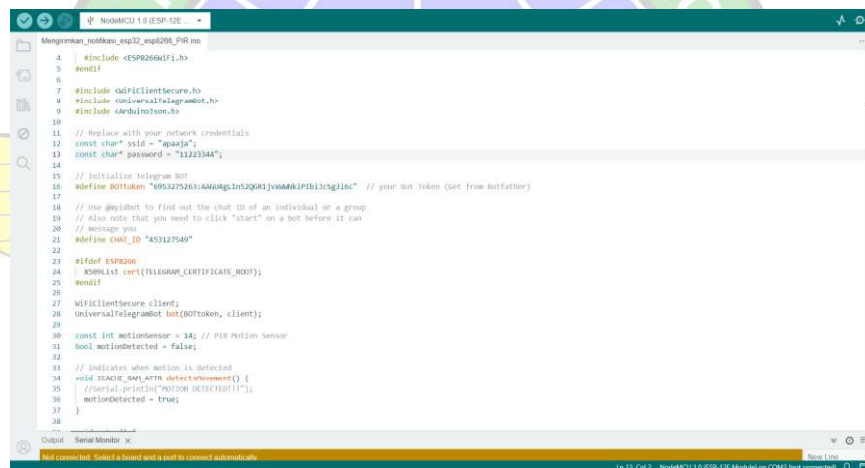 NodeMCU 1.0 (ESP-12E ...
Mengirimkan_notifikasi_esp32_esp8266_PIR.ino
4 #include <ESP8266WiFi.h>
5 #endif
6
7 #include <WiFiClientSecure.h>
8 #include <UniversalTelegramBot.h>
9 #include <ArduinoJson.h>
10
11 // Replace with your network credentials
12 const char* ssid = "apaaja";
13 const char* password = "11223344";
14
15 // Initialize Telegram BOT
16 #define BOTtoken // your Bot Token (Get from Botfather)
17
18 // Use @myidbot to find out the chat ID of an individual or a group
19 // Also note that you need to click "start" on a bot before it can
20 // message you
21 #define CHAT_ID "453127549"
22
23 #ifdef ESP8266
24 X509List cert(TELEGRAM_CERTIFICATE_ROOT);
25 #endif
26
27 WiFiClientSecure client;
28 UniversalTelegramBot bot(BOTtoken, client);
29
30 const int motionSensor = 14; // PIR Motion Sensor
31 bool motionDetected = false;
32
33 // Indicates when motion is detected
34 void ICACHE_RAM_ATTR detectsMovement() {
35 //Serial.println("MOTION DETECTED!!!");
36 motionDetected = true;
37 }
38
Output Serial Monitor x
Not connected. Select a board and a port to connect automatically.
New Line
Ln 13, Col 2 NodeMCU 1.0 (ESP-12E Module) on COM3 [not connected]